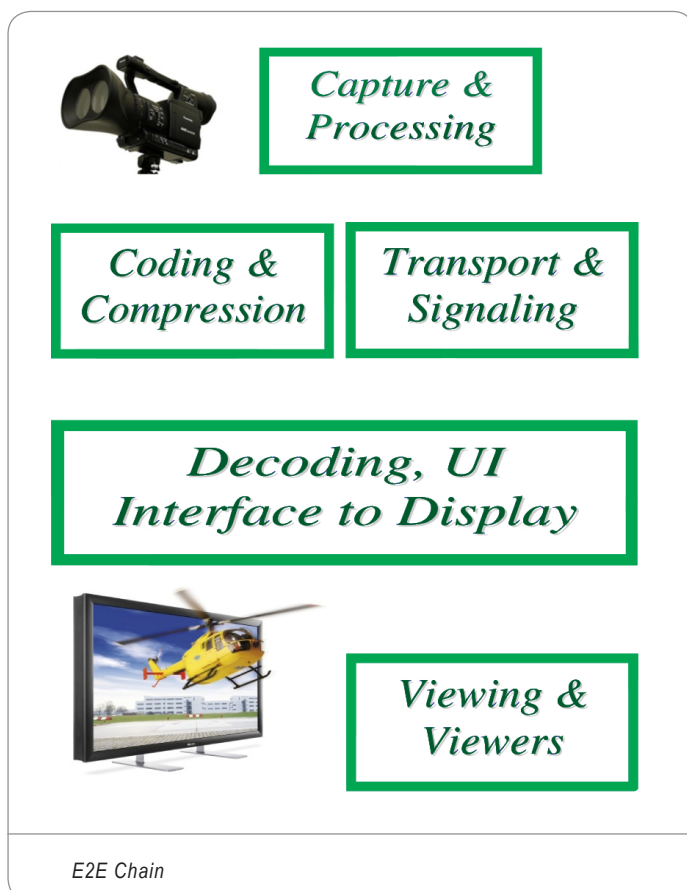 Capture &
Processing
Coding &
Compression
Transport &
Signaling
Decoding, UI
Interface to Display
Viewing &
Viewers
E2E Chain